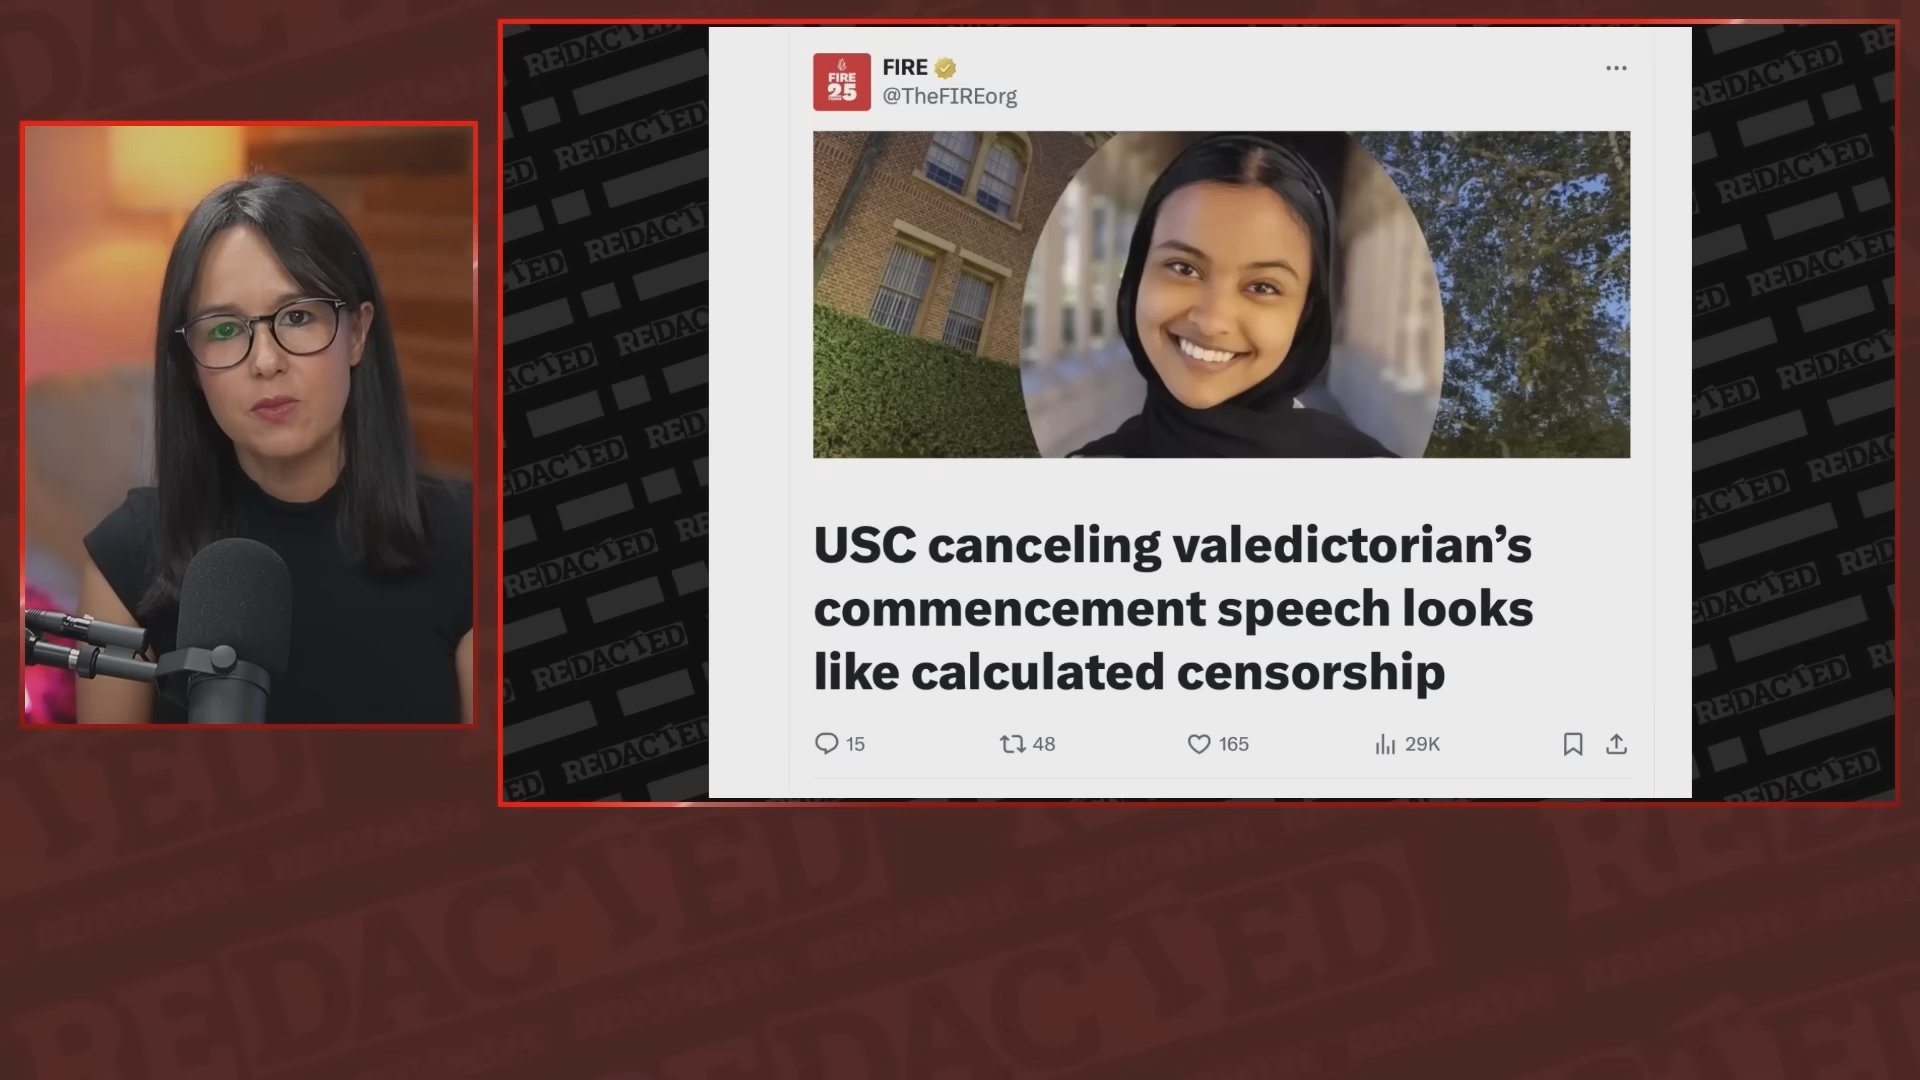 FIRE
25
FIRE
@TheFIREorg
USC canceling valedictorian’s
commencement speech looks
like calculated censorship
15
48
165
29K
REDACTED